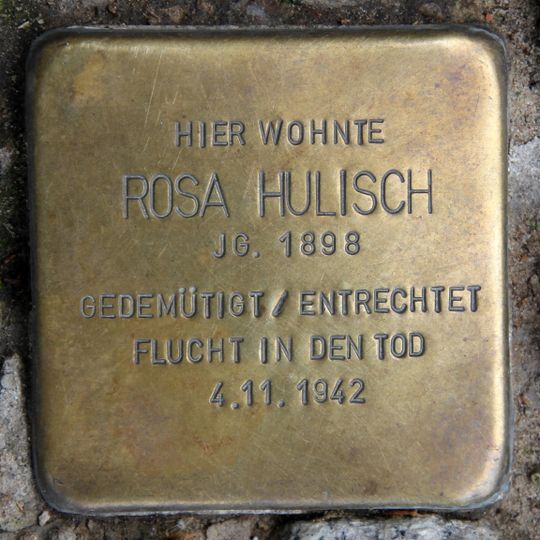 HIER WOHNTE
ROSA HULISCH
JG. 1898
GEDEMÜTIGT / ENTRECHTET
FLUCHT IN DEN TOD
4.11.1942